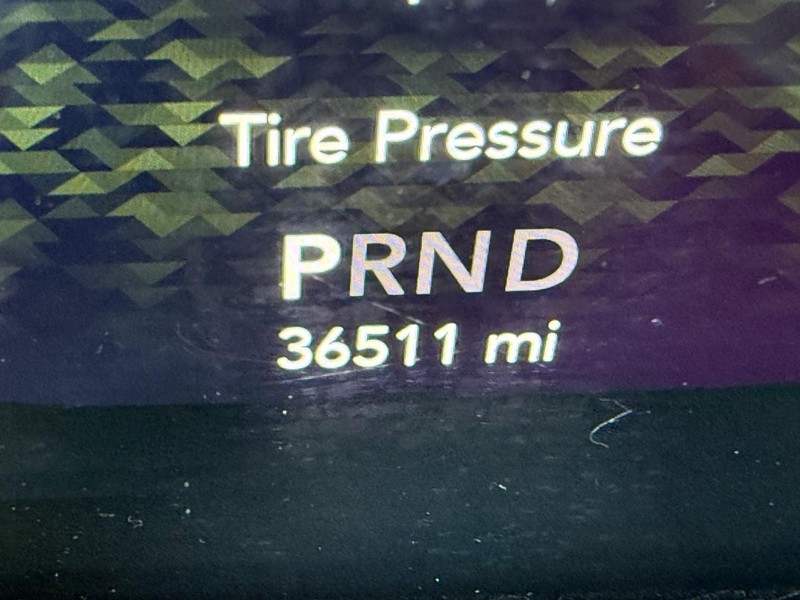 Tire Pressure
PRND
36511 mi